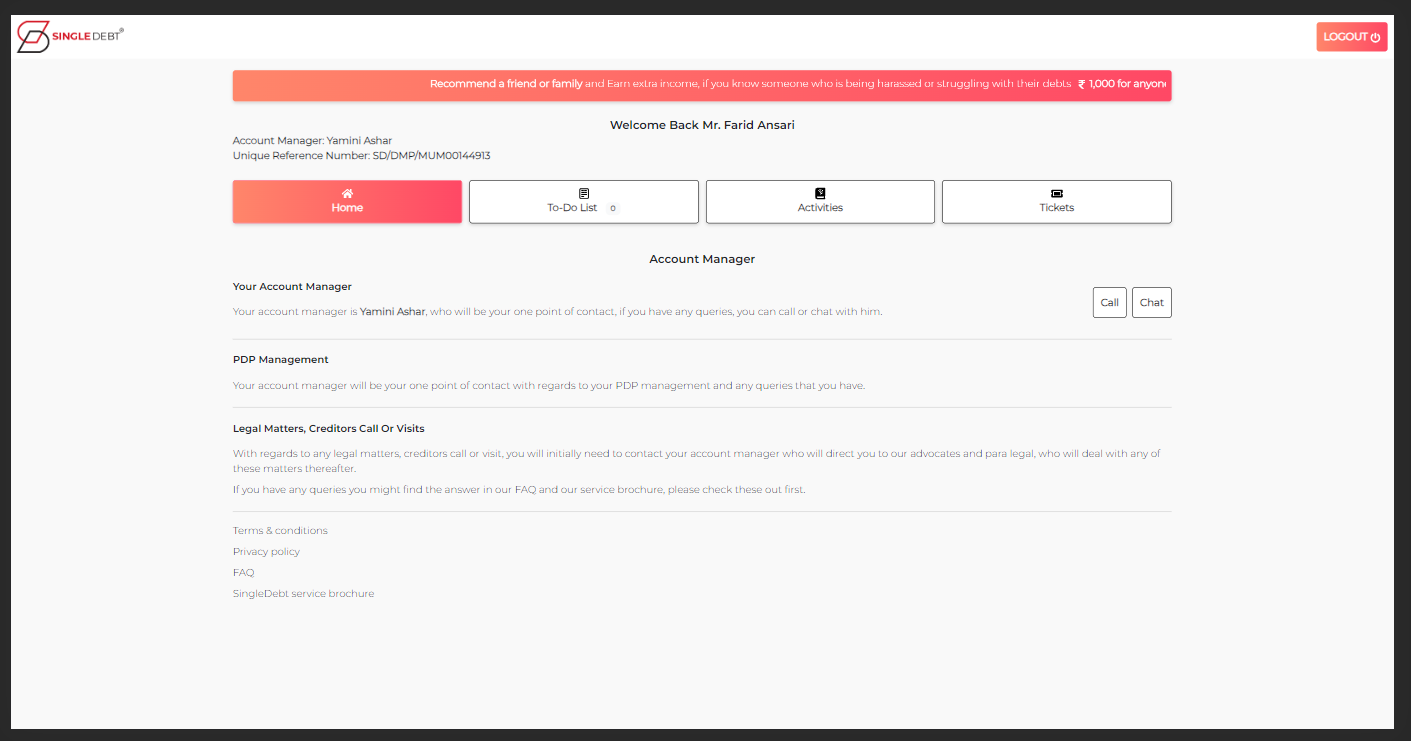 SINGLEDEBT®
LOGOUT
Recommend a friend or family and Earn extra income, if you know someone who is being harassed or struggling with their debts ₹ 1,000 for anyone
Welcome Back Mr. Farid Ansari
Account Manager: Yamini Ashar
Unique Reference Number: SD/DMP/MUM00144913
Home
To-Do List 0
Activities
Tickets
Account Manager
Your Account Manager
Your account manager is Yamini Ashar, who will be your one point of contact, if you have any queries, you can call or chat with him.
Call
Chat
PDP Management
Your account manager will be your one point of contact with regards to your PDP management and any queries that you have.
Legal Matters, Creditors Call Or Visits
With regards to any legal matters, creditors call or visit, you will initially need to contact your account manager who will direct you to our advocates and para legal, who will deal with any of
these matters thereafter.
If you have any queries you might find the answer in our FAQ and our service brochure, please check these out first.
Terms & conditions
Privacy policy
FAQ
SingleDebt service brochure